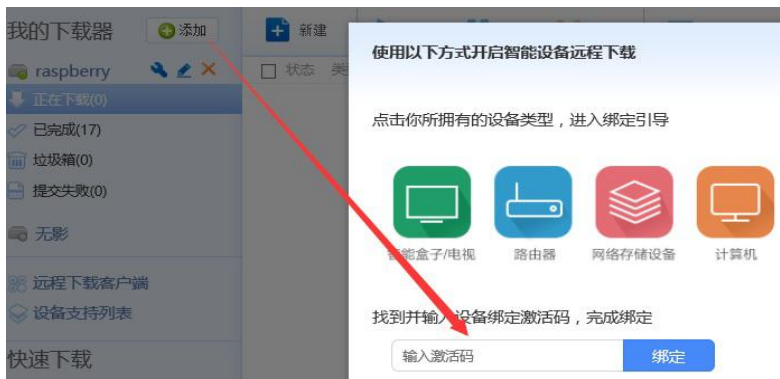 我的下载器
添加
新建
raspberry
状态
使用以下方式开启智能设备远程下载
正在下载(0)
点击你所拥有的设备类型，进入绑定引导
已完成(17)
垃圾箱(0)
提交失败(0)
无影
智能盒子/电视
路由器
网络存储设备
计算机
远程下载客户端
设备支持列表
找到并输入设备绑定激活码，完成绑定
快速下载
输入激活码
绑定